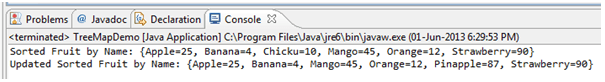 Problems @ Javadoc Declaration Console
<terminated> TreeMapDemo [Java Application] C:\Program Files\Java\jre6\bin\javaw.exe (01-Jun-2013 6:29:53 PM)
Sorted Fruit by Name: {Apple=25, Banana=4, Chicku=10, Mango=45, Orange=12, Strawberry=90}
Updated Sorted Fruit by Name: {Apple=25, Banana=4, Mango=45, Orange=12, Pinapple=87, Strawberry=90}